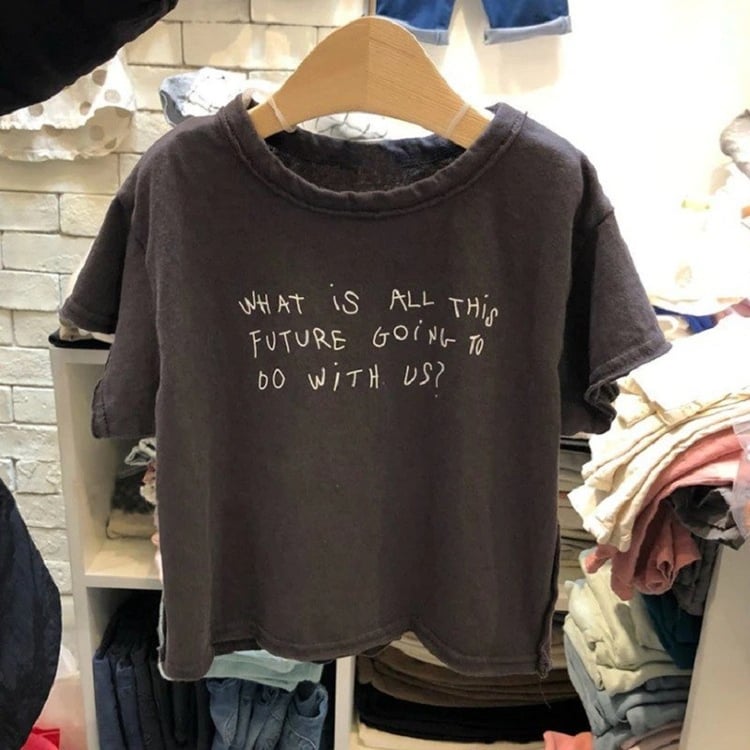 WHAT iS ALL THiS
FUTURE GOiNG TO
DO WiTH US?